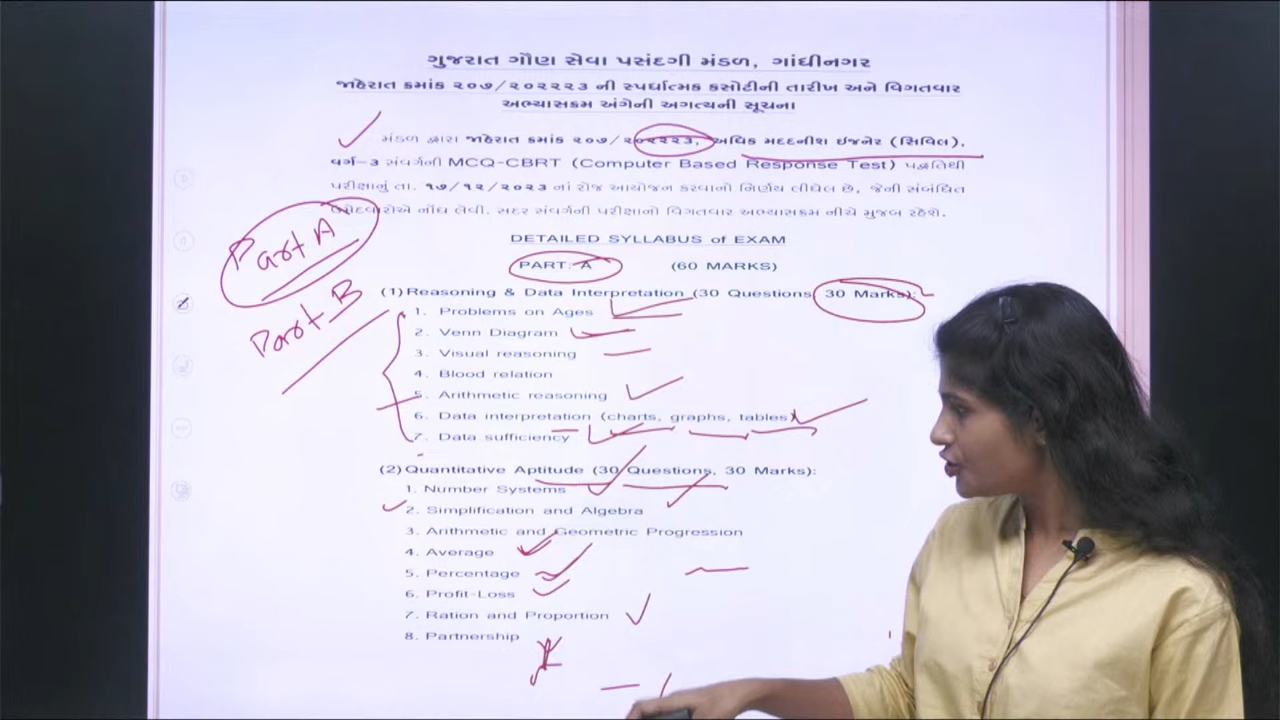 ગુજરાત ગૌણ સેવા પસંદગી મંડળ, ગાંધીનગર
જાહેરાત ક્રમાંક ૨૦૭/૨૦૨૨૨૩ ની સ્પર્ધાત્મક કસોટીની તારીખ અને વિગતવાર
અભ્યાસક્રમ અંગેની અગત્યની સૂચના
મંડળ દ્વારા જાહેરાત ક્રમાંક ૨૦૭/૨૦૨૨૨૩, અધિક મદદનીશ ઇજનેર (સિવિલ),
વર્ગ-૩ સંવર્ગની MCQ-CBRT (Computer Based Response Test) પદ્ધતિથી
પરીક્ષાનું તા. ૧૭/૧૨/૨૦૨૩ નાં રોજ આયોજન કરવાનો નિર્ણય લીધેલ છે, જેની સંબંધિત
ઉમેદવારોએ નોંધ લેવી. સદર સંવર્ગની પરીક્ષાનો વિગતવાર અભ્યાસક્રમ નીચે મુજબ રહેશે.
Part A
Part B
DETAILED SYLLABUS of EXAM
PART: A (60 MARKS)
(1) Reasoning & Data Interpretation (30 Questions, 30 Marks):
1. Problems on Ages
2. Venn Diagram
3. Visual reasoning
4. Blood relation
5. Arithmetic reasoning
6. Data interpretation (charts, graphs, tables)
7. Data sufficiency
(2) Quantitative Aptitude (30 Questions, 30 Marks):
1. Number Systems
2. Simplification and Algebra
3. Arithmetic and Geometric Progression
4. Average
5. Percentage
6. Profit-Loss
7. Ration and Proportion
8. Partnership